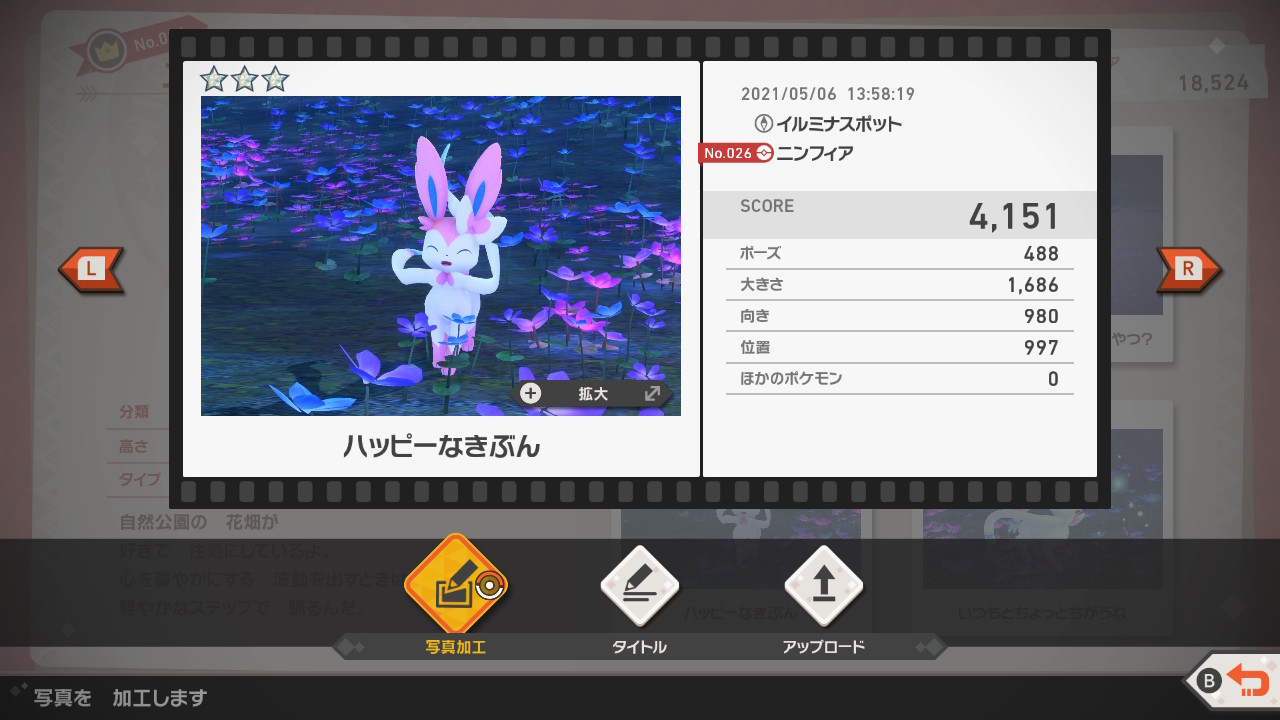 No.0
18,524
2021/05/06 13:58:19
イルミナスポット
No.026 ニンフィア
SCORE 4,151
ポーズ 488
大きさ 1,686
向き 980
位置 997
ほかのポケモン 0
L
R
拡大
ハッピーなきぶん
やつ?
分類
高さ
タイプ
自然公園の 花畑が
好きで 住処にしているよ。
心を穏やかにする 波動を出すときに
軽やかなステップで 踊るんだ。
ハッピーなきぶん
いつもとちょっとちがうね
写真加工
タイトル
アップロード
B
写真を 加工します